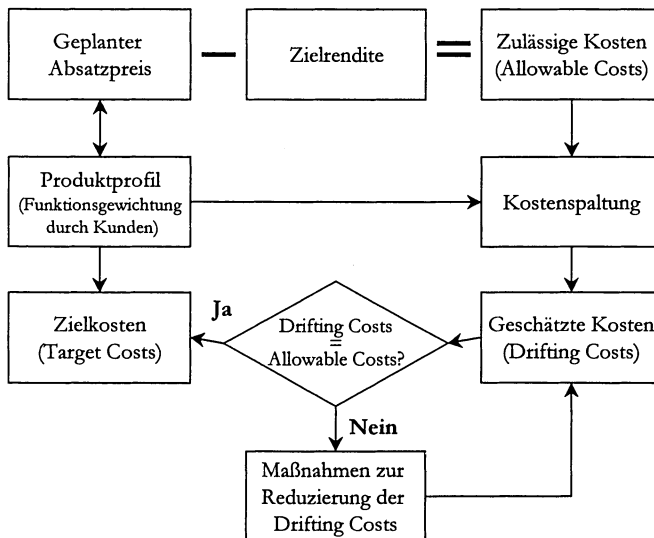 Geplanter
Absatzpreis
–
Zielrendite
=
Zulässige Kosten
(Allowable Costs)
Produktprofil
(Funktionsgewichtung
durch Kunden)
Kostenspaltung
Zielkosten
(Target Costs)
Ja
Drifting Costs
=
Allowable Costs?
Geschätzte Kosten
(Drifting Costs)
Nein
Maßnahmen zur
Reduzierung der
Drifting Costs